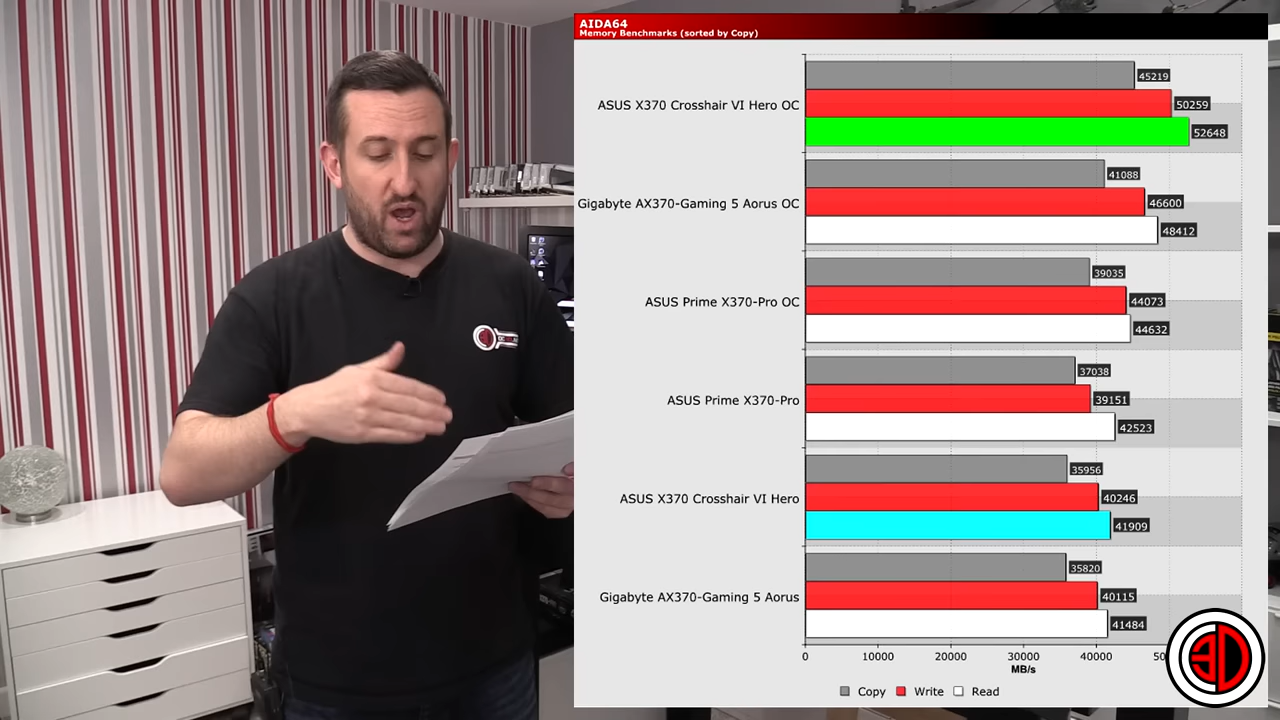 AIDA64
Memory Benchmarks (sorted by Copy)
ASUS X370 Crosshair VI Hero OC
45219
50259
52648
Gigabyte AX370-Gaming 5 Aorus OC
41088
46600
48412
ASUS Prime X370-Pro OC
39035
44073
44632
ASUS Prime X370-Pro
37038
39151
42523
ASUS X370 Crosshair VI Hero
35956
40246
41909
Gigabyte AX370-Gaming 5 Aorus
35820
40115
41484
0 10000 20000 30000 40000
MB/s
Copy Write Read
3D